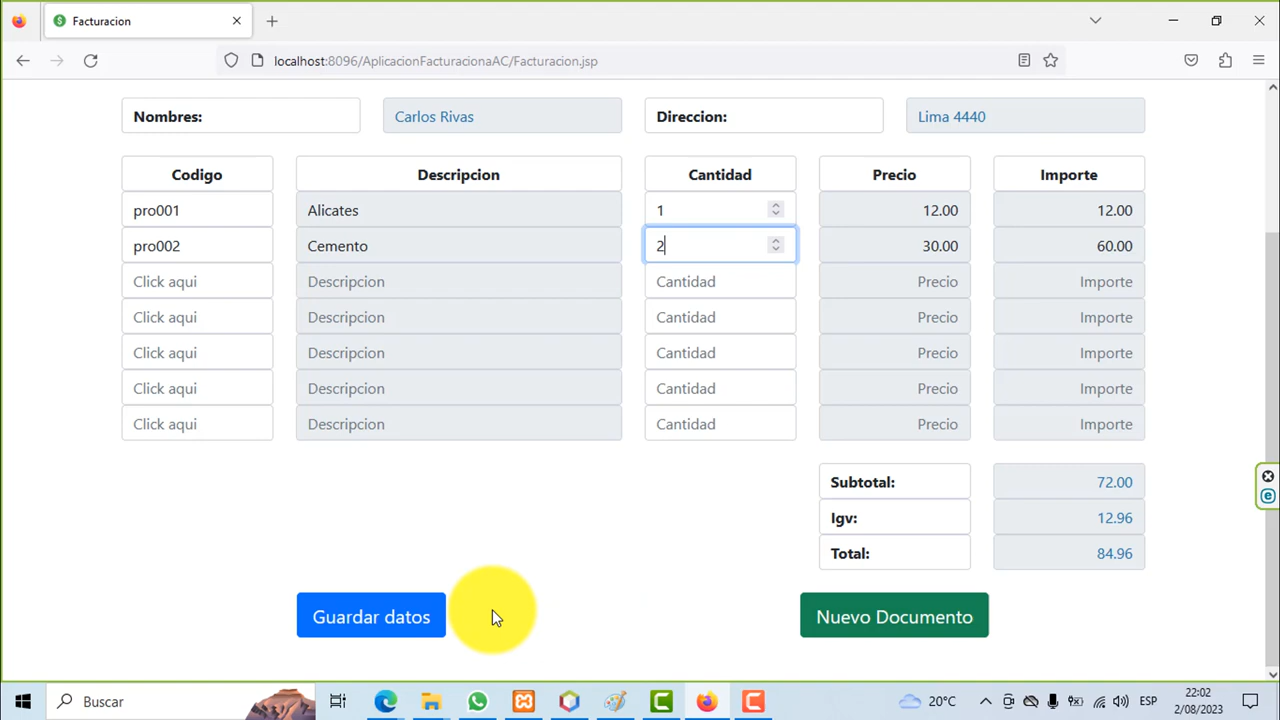 Facturacion
localhost:8096/AplicacionFacturacionaAC/Facturacion.jsp
Nombres: Carlos Rivas Direccion: Lima 4440
Codigo Descripcion Cantidad Precio Importe
pro001 Alicates 1 12.00 12.00
pro002 Cemento 2 30.00 60.00
Click aqui Descripcion Cantidad Precio Importe
Click aqui Descripcion Cantidad Precio Importe
Click aqui Descripcion Cantidad Precio Importe
Click aqui Descripcion Cantidad Precio Importe
Click aqui Descripcion Cantidad Precio Importe
Subtotal: 72.00
Igv: 12.96
Total: 84.96
Guardar datos Nuevo Documento
Buscar 20°C ESP 22:02
2/08/2023